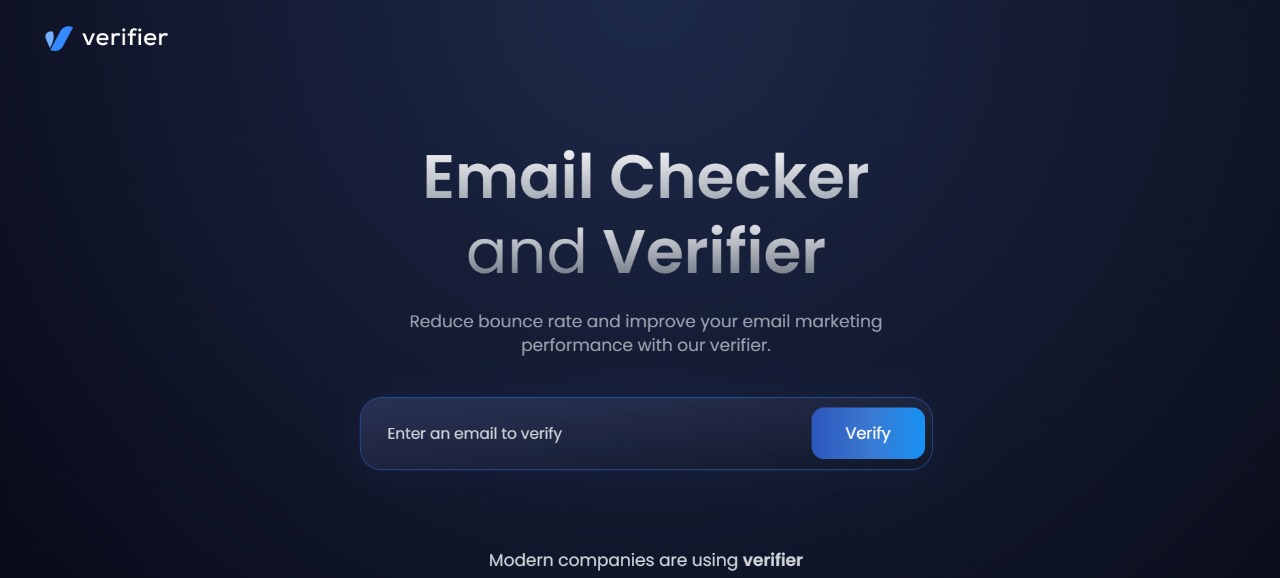 verifier
Email Checker
and Verifier
Reduce bounce rate and improve your email marketing
performance with our verifier.
Enter an email to verify
Verify
Modern companies are using verifier